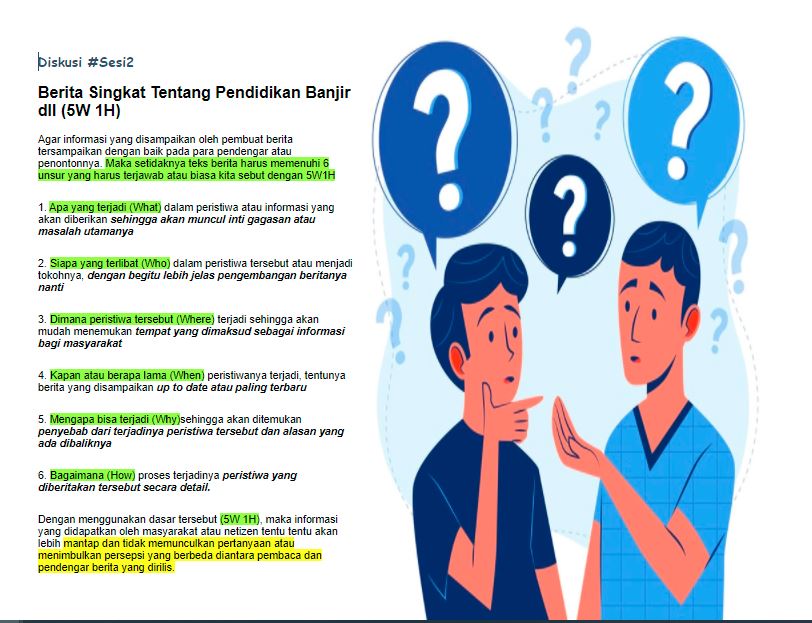 Diskusi #Sesi2
Berita Singkat Tentang Pendidikan Banjir
dll (5W 1H)
Agar informasi yang disampaikan oleh pembuat berita
tersampaikan dengan baik pada para pendengar atau
penontonnya. Maka setidaknya teks berita harus memenuhi 6
unsur yang harus terjawab atau biasa kita sebut dengan 5W1H
1. Apa yang terjadi (What) dalam peristiwa atau informasi yang
akan diberikan sehingga akan muncul inti gagasan atau
masalah utamanya
2. Siapa yang terlibat (Who) dalam peristiwa tersebut atau menjadi
tokohnya, dengan begitu lebih jelas pengembangan beritanya
nanti
3. Dimana peristiwa tersebut (Where) terjadi sehingga akan
mudah menemukan tempat yang dimaksud sebagai informasi
bagi masyarakat
4. Kapan atau berapa lama (When) peristiwanya terjadi, tentunya
berita yang disampaikan up to date atau paling terbaru
5. Mengapa bisa terjadi (Why)sehingga akan ditemukan
penyebab dari terjadinya peristiwa tersebut dan alasan yang
ada dibaliknya
6. Bagaimana (How) proses terjadinya peristiwa yang
diberitakan tersebut secara detail.
Dengan menggunakan dasar tersebut (5W 1H), maka informasi
yang didapatkan oleh masyarakat atau netizen tentu tentu akan
lebih mantap dan tidak memunculkan pertanyaan atau
menimbulkan persepsi yang berbeda diantara pembaca dan
pendengar berita yang dirilis.
? ? ? ? ? ? ? ? ? ?